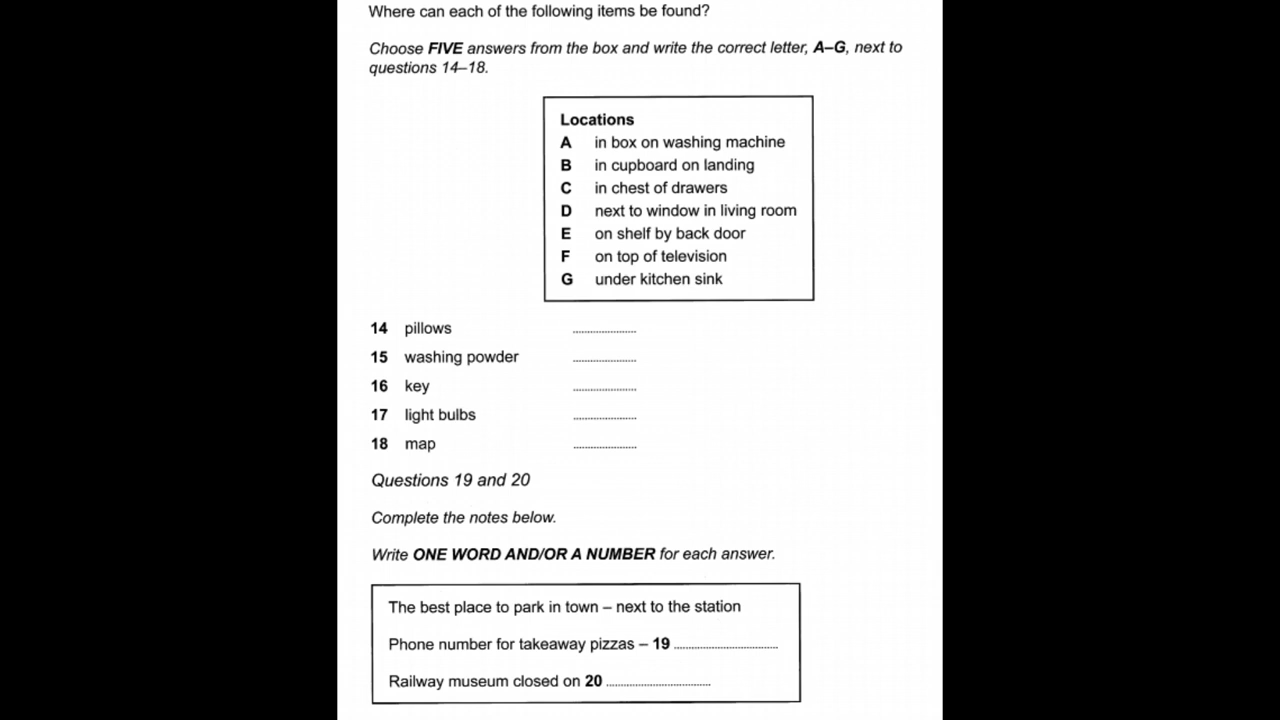 Where can each of the following items be found?
Choose FIVE answers from the box and write the correct letter, A–G, next to
questions 14–18.
Locations
A in box on washing machine
B in cupboard on landing
C in chest of drawers
D next to window in living room
E on shelf by back door
F on top of television
G under kitchen sink
14 pillows ........................
15 washing powder ........................
16 key ........................
17 light bulbs ........................
18 map ........................
Questions 19 and 20
Complete the notes below.
Write ONE WORD AND/OR A NUMBER for each answer.
The best place to park in town – next to the station
Phone number for takeaway pizzas – 19 ........................
Railway museum closed on 20 ........................